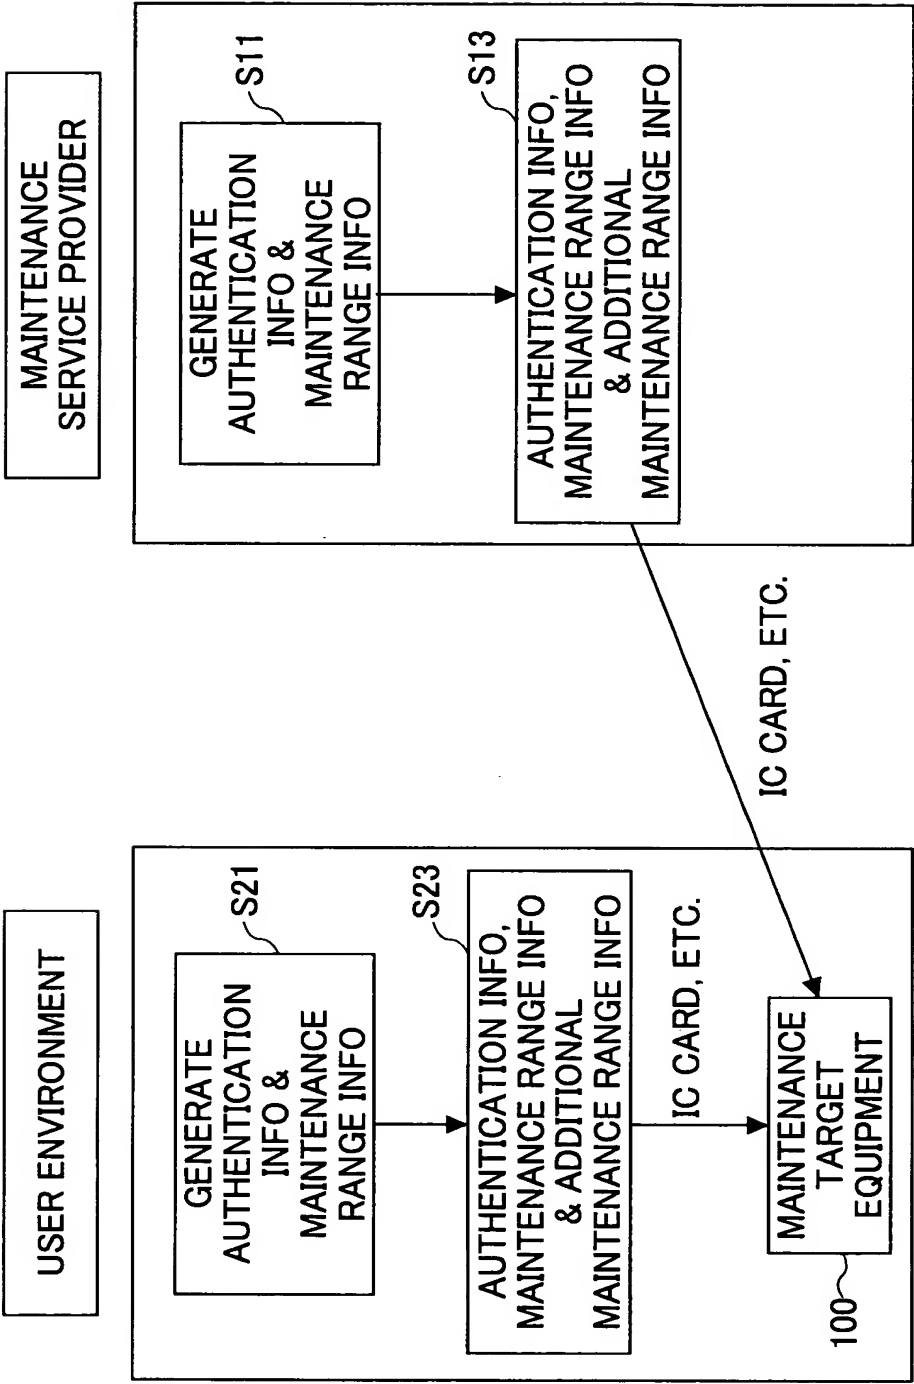 USER ENVIRONMENT
GENERATE
AUTHENTICATION
INFO &
MAINTENANCE
RANGE INFO
S21
AUTHENTICATION INFO,
MAINTENANCE RANGE INFO
& ADDITIONAL
MAINTENANCE RANGE INFO
S23
IC CARD, ETC.
MAINTENANCE
TARGET
EQUIPMENT
100
IC CARD, ETC.
MAINTENANCE
SERVICE PROVIDER
GENERATE
AUTHENTICATION
INFO &
MAINTENANCE
RANGE INFO
S11
AUTHENTICATION INFO,
MAINTENANCE RANGE INFO
& ADDITIONAL
MAINTENANCE RANGE INFO
S13